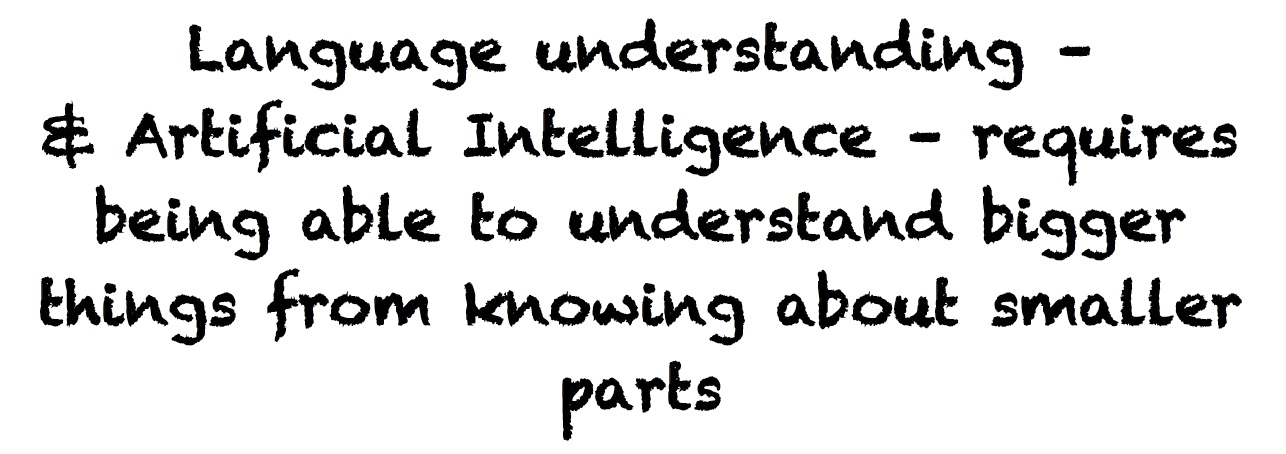 Language understanding –
& Artificial Intelligence – requires
being able to understand bigger
things from knowing about smaller
parts